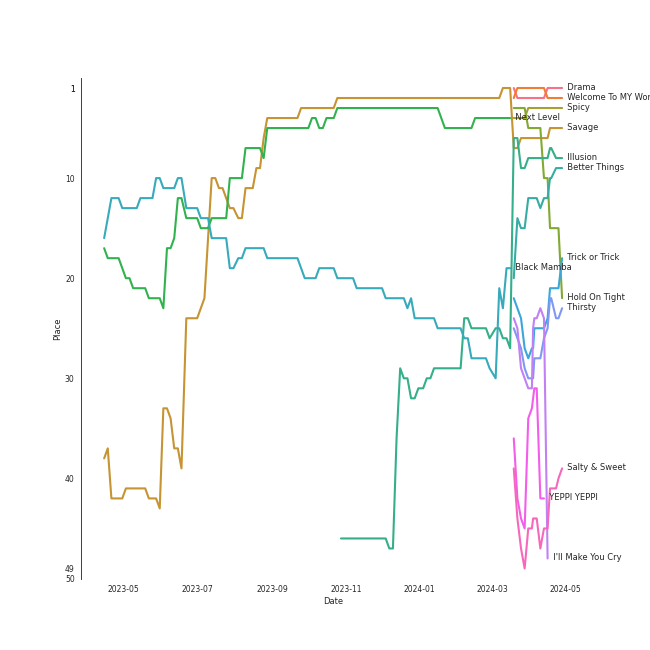 1
Drama
Welcome To MY Wor
Spicy
Next Level
Savage
Illusion
Better Things
10
Trick or Trick
20
Black Mamba
Hold On Tight
Thirsty
Place
30
40
Salty & Sweet
YEPPI YEPPI
I'll Make You Cry
49
50
2023-05
2023-07
2023-09
2023-11
2024-01
2024-03
2024-05
Date